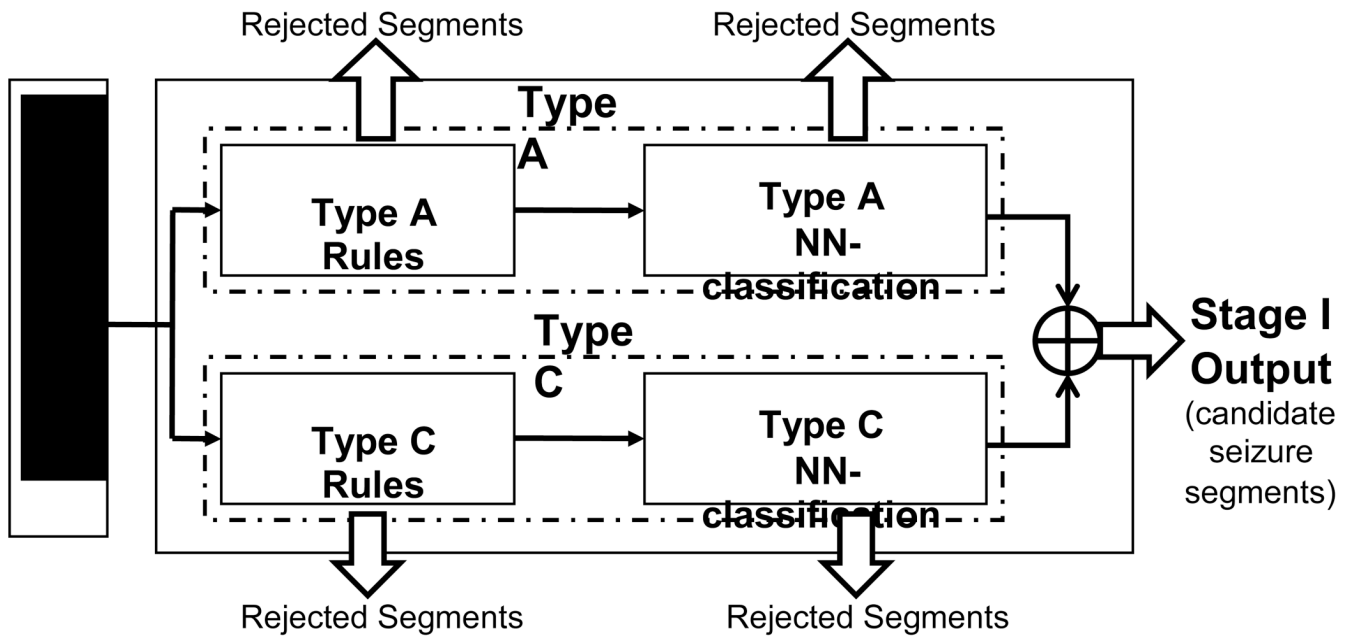 Rejected Segments
Rejected Segments
Type
A
Type A
Rules
Type A
NN-
classification
Type
C
Type C
Rules
Type C
NN-
classification
Stage I
Output
(candidate
seizure
segments)
Rejected Segments
Rejected Segments